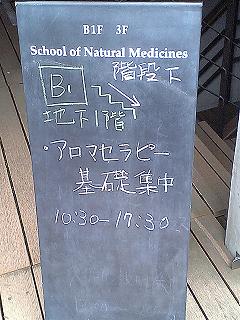 B1F 3F
School of Natural Medicines
B1 階段下
地下1階
・アロマセラピー
基礎集中
10:30-17:30